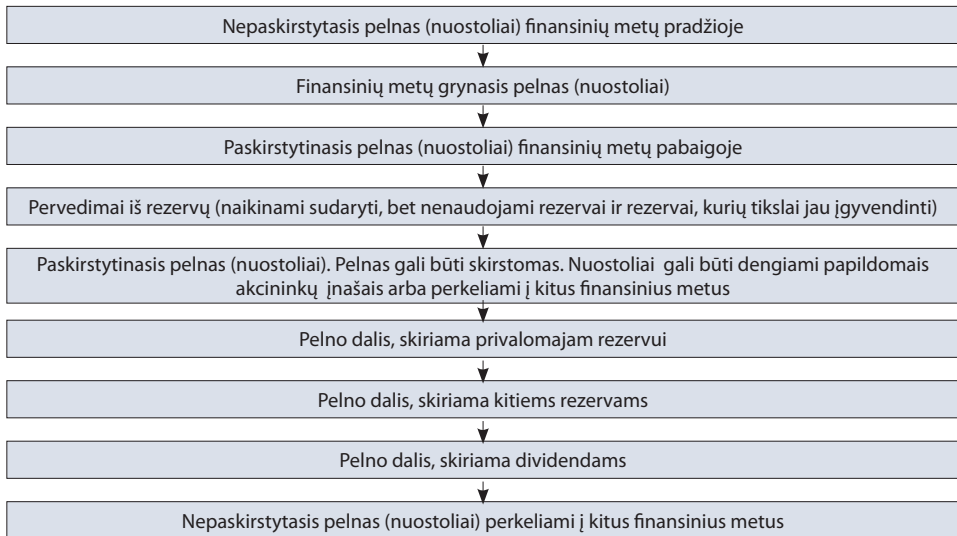 Nepaskirstytasis pelnas (nuostoliai) finansinių metų pradžioje
Finansinių metų grynasis pelnas (nuostoliai)
Paskirstytinasis pelnas (nuostoliai) finansinių metų pabaigoje
Pervedimai iš rezervų (naikinami sudaryti, bet nenaudojami rezervai ir rezervai, kurių tikslai jau įgyvendinti)
Paskirstytinasis pelnas (nuostoliai). Pelnas gali būti skirstomas. Nuostoliai gali būti dengiami papildomais
akcininkų įnašais arba perkeliami į kitus finansinius metus
Pelno dalis, skiriama privalomajam rezervui
Pelno dalis, skiriama kitiems rezervams
Pelno dalis, skiriama dividendams
Nepaskirstytasis pelnas (nuostoliai) perkeliami į kitus finansinius metus